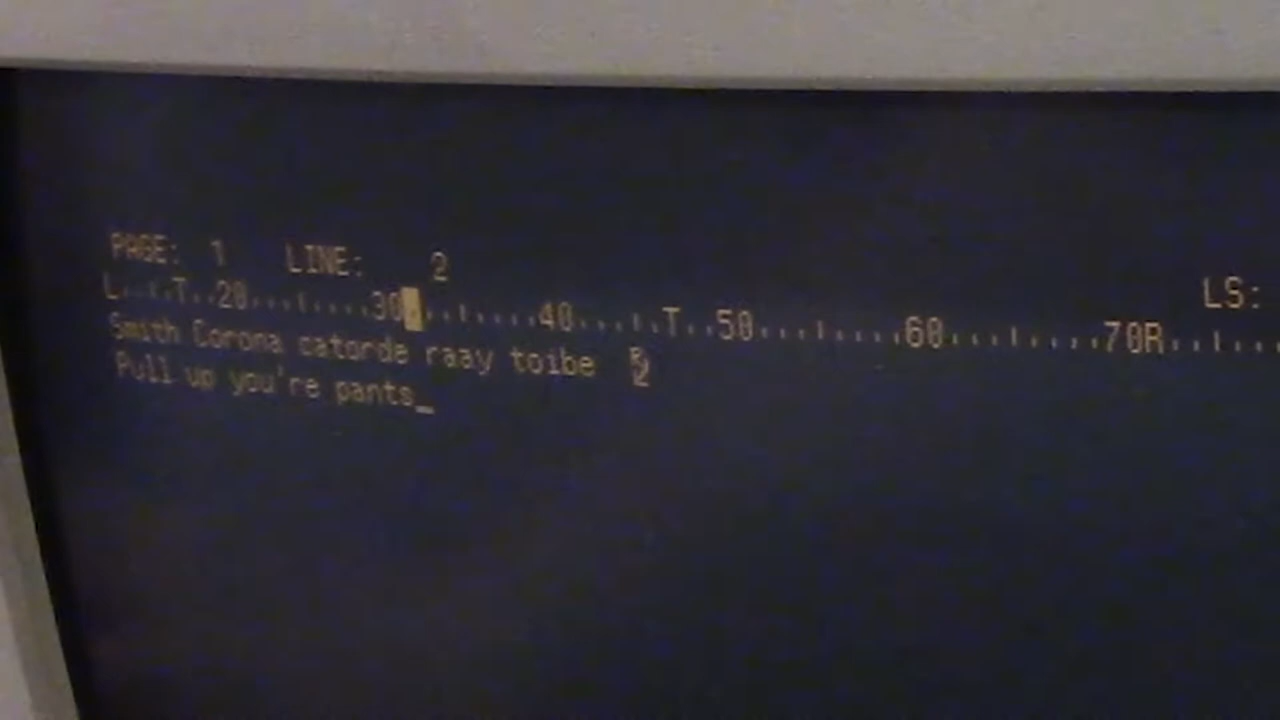 PAGE: 1 LINE: 2 LS:
L....T..20...ı....30..ı....40...ı.T..50...ı....60...ı....70R..ı...
Smith Corona catorde raay toibe
Pull up you're pants_